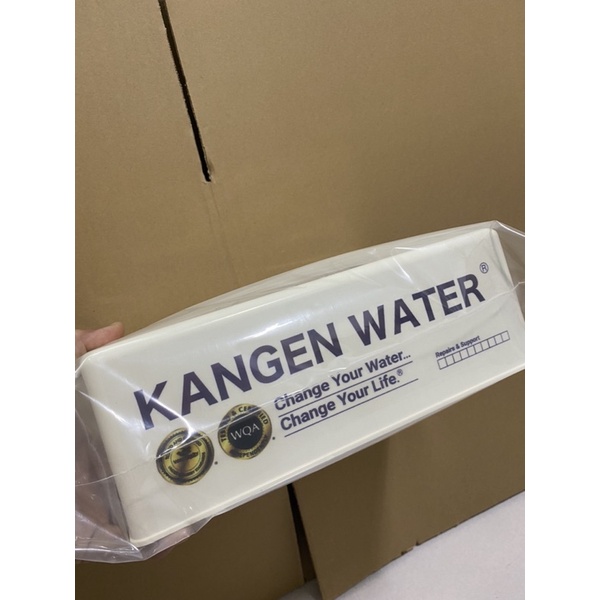 KANGEN WATER®
Change Your Water...
Change Your Life.®
Repairs & Support
WQA